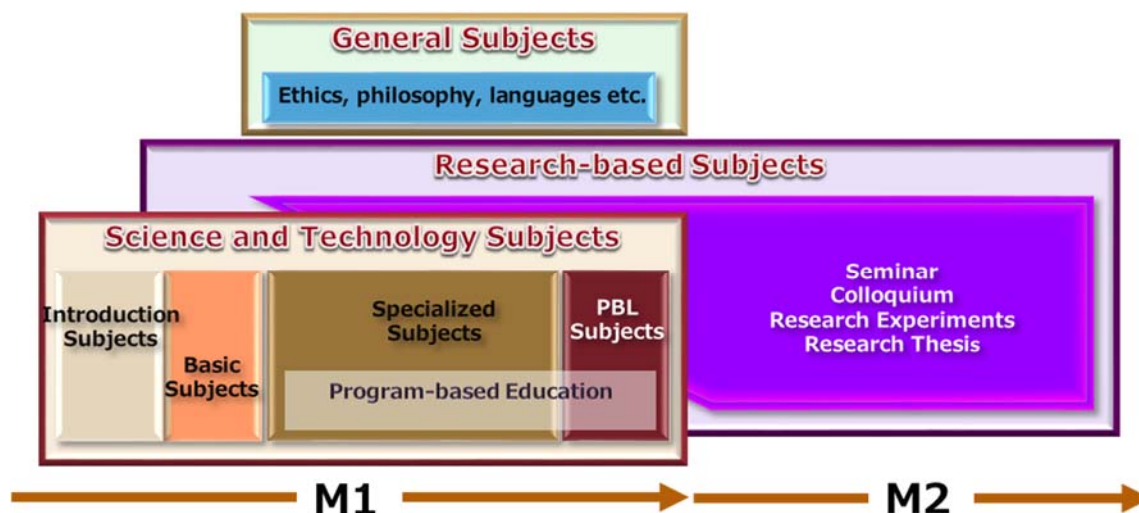 General Subjects
Ethics, philosophy, languages etc.
Research-based Subjects
Science and Technology Subjects
Introduction
Subjects
Basic
Subjects
Specialized
Subjects
PBL
Subjects
Program-based Education
Seminar
Colloquium
Research Experiments
Research Thesis
M1
M2